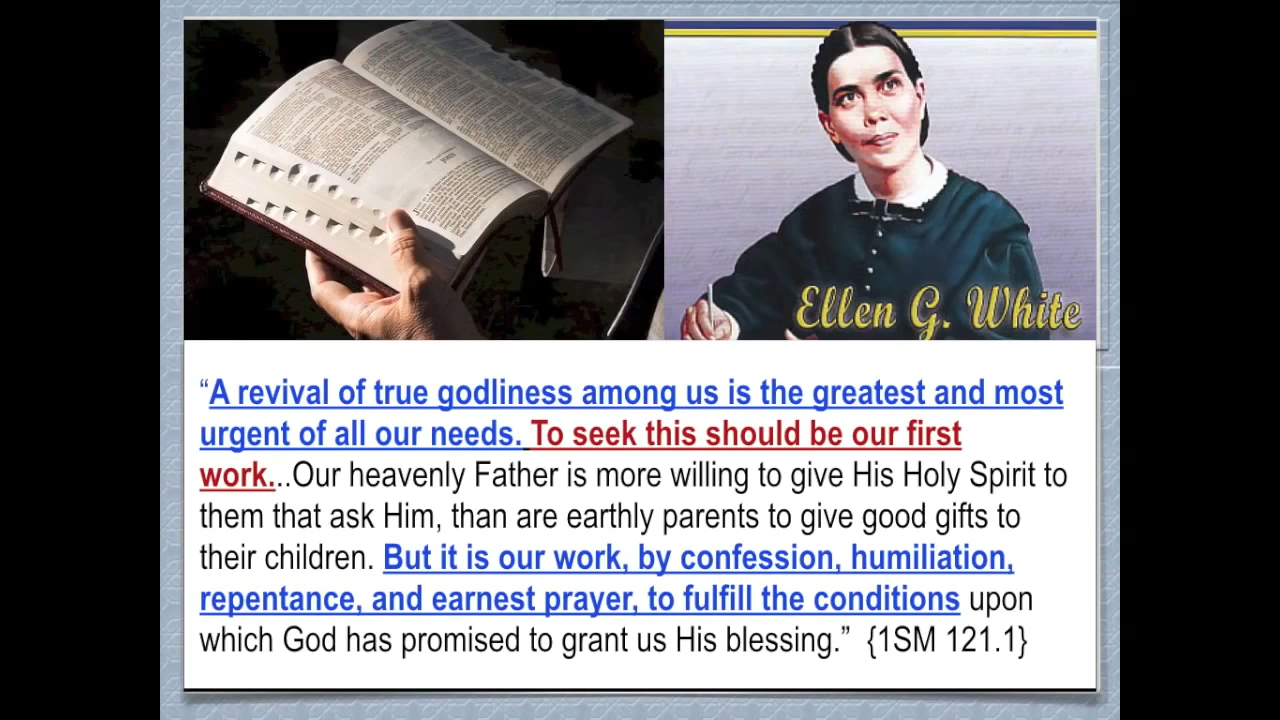 JOHN
Ellen G. White
“A revival of true godliness among us is the greatest and most
urgent of all our needs. To seek this should be our first
work...Our heavenly Father is more willing to give His Holy Spirit to
them that ask Him, than are earthly parents to give good gifts to
their children. But it is our work, by confession, humiliation,
repentance, and earnest prayer, to fulfill the conditions upon
which God has promised to grant us His blessing.” {1SM 121.1}